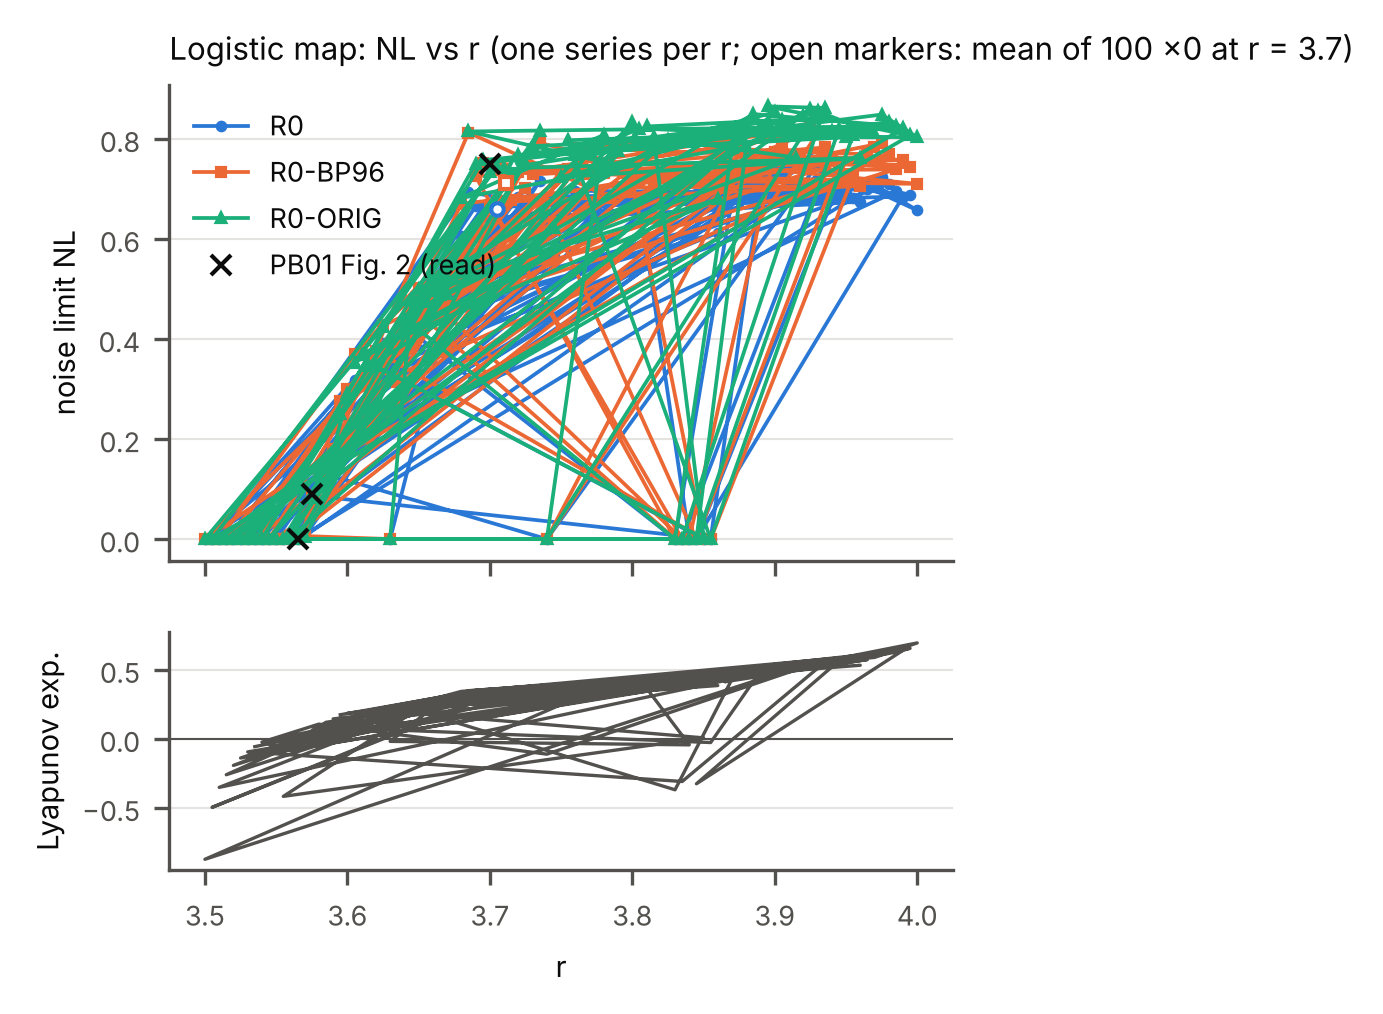 Logistic map: NL vs r (one series per r; open markers: mean of 100 ×0 at r = 3.7)
R0
R0-BP96
R0-ORIG
PB01 Fig. 2 (read)
noise limit NL
0.8
0.6
0.4
0.2
0.0
Lyapunov exp.
0.5
0.0
−0.5
3.5 3.6 3.7 3.8 3.9 4.0
r